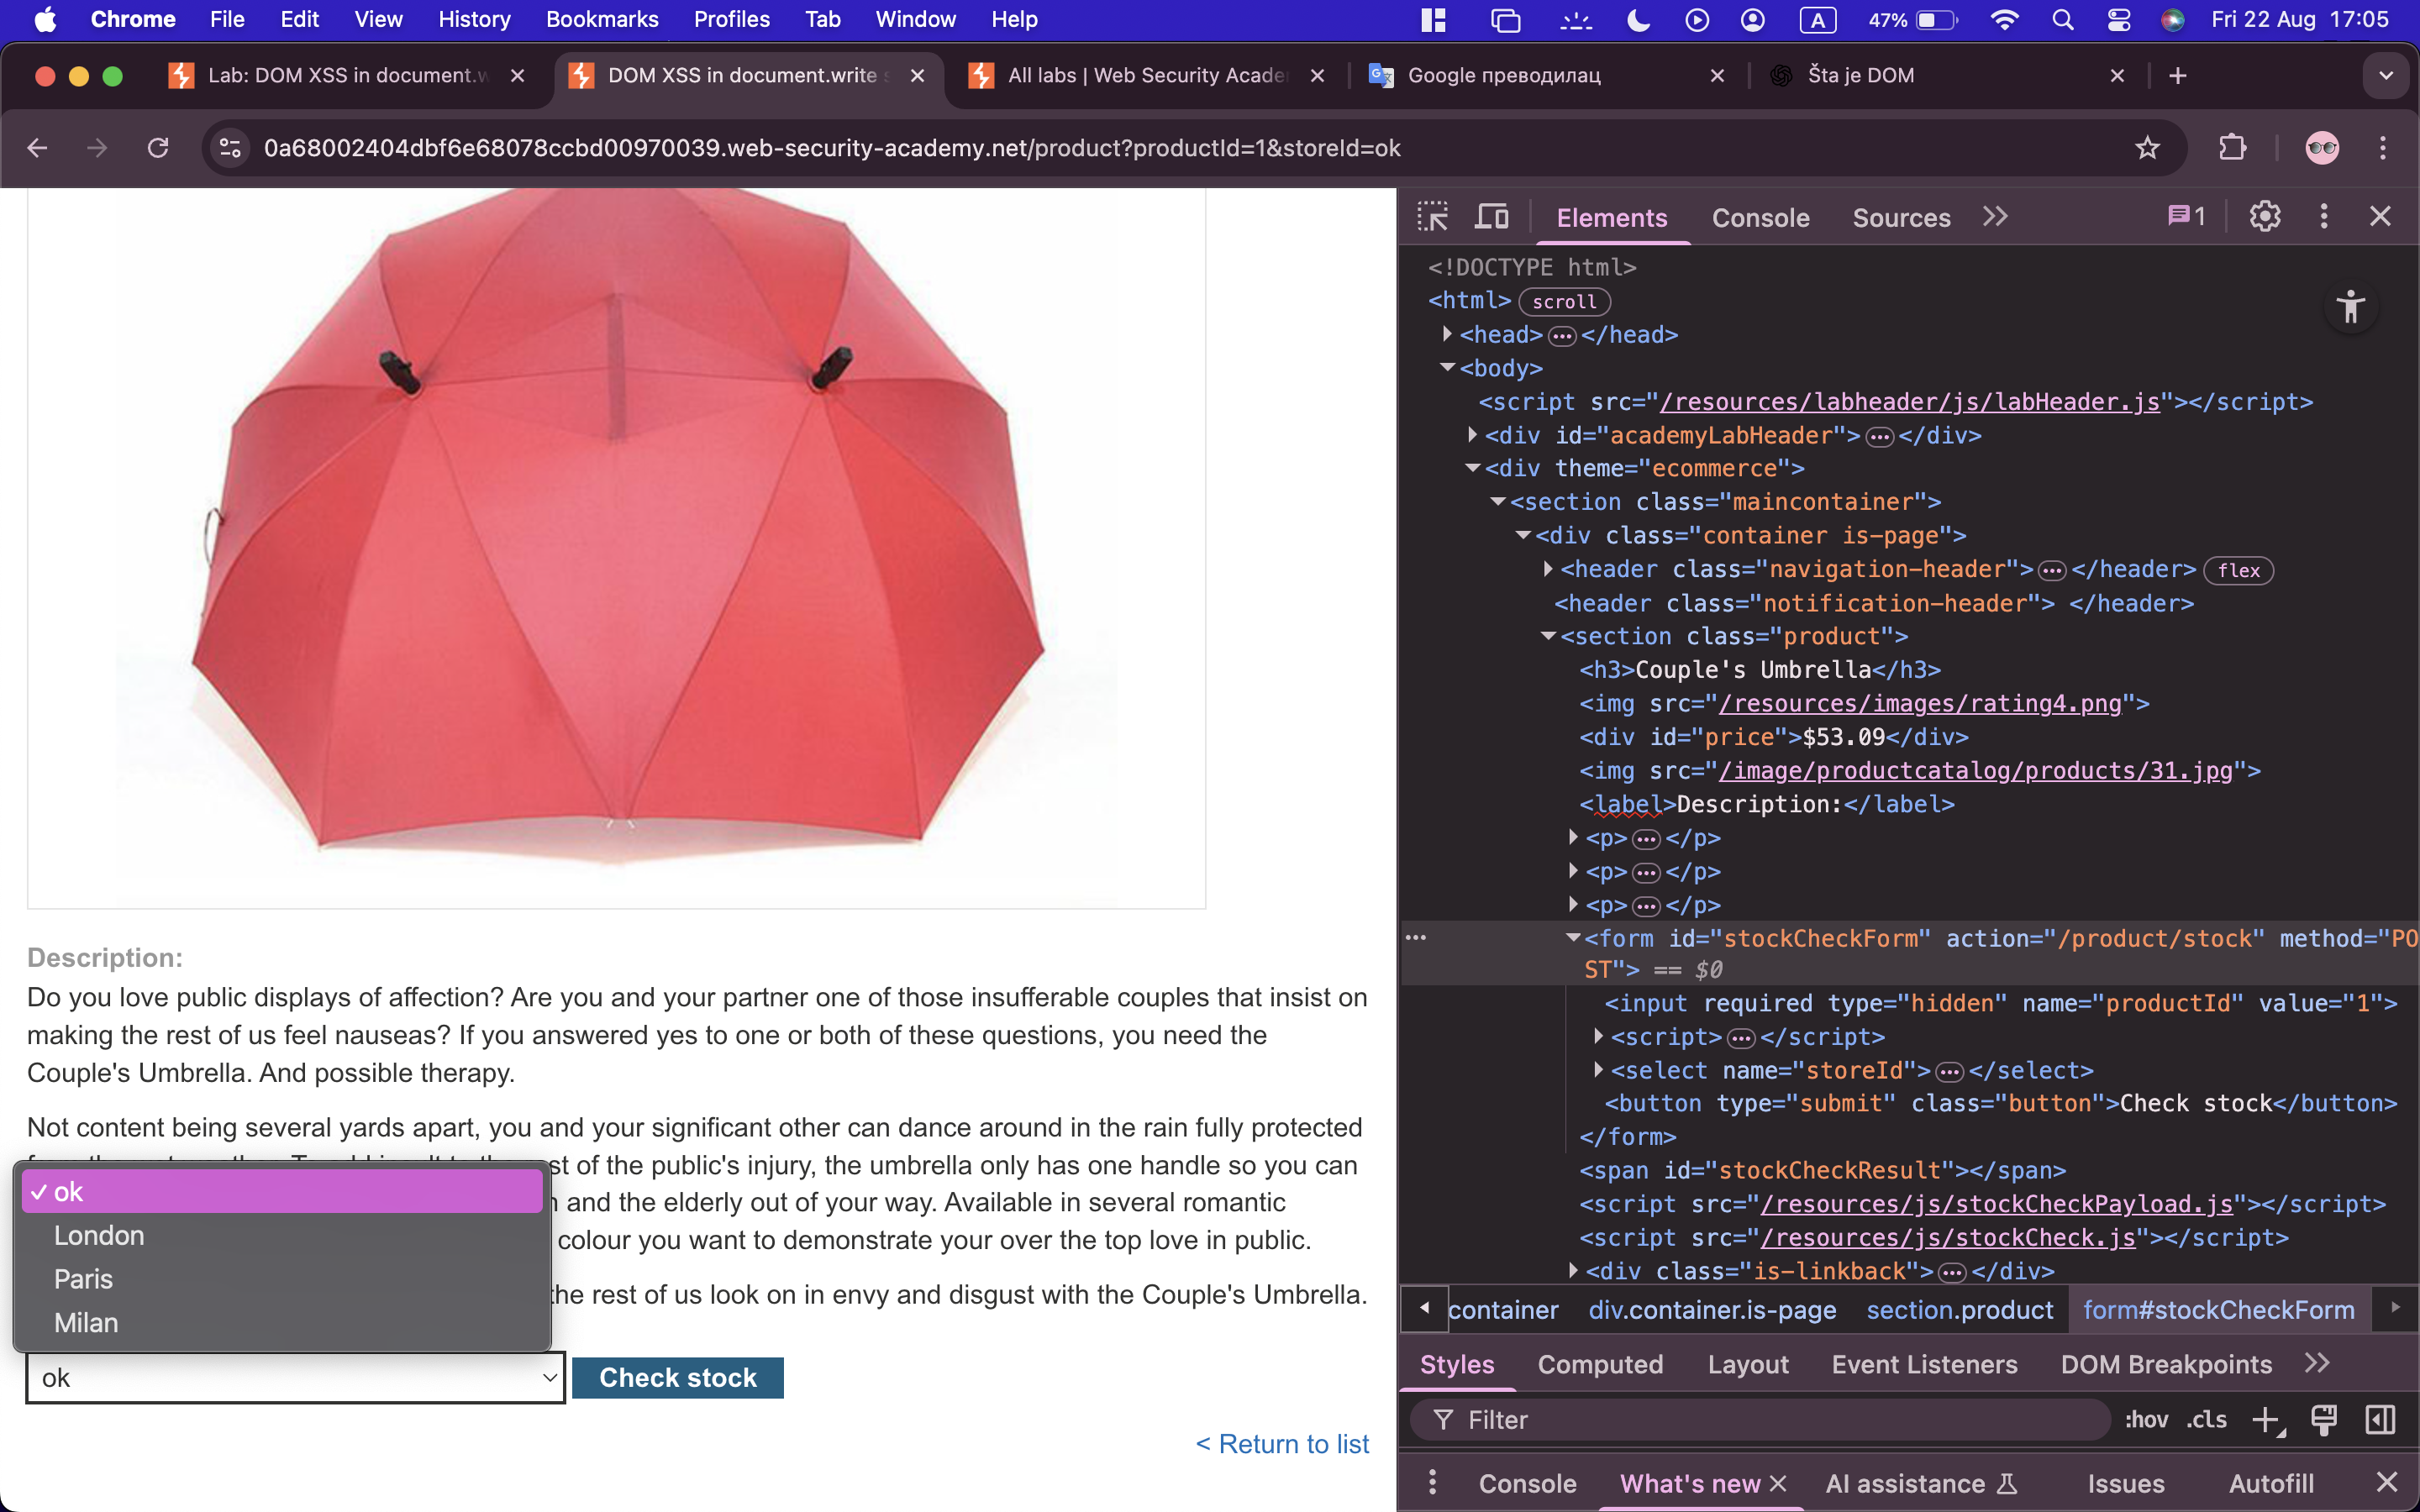 Chrome File Edit View History Bookmarks Profiles Tab Window Help A 47% Fri 22 Aug 17:05
Lab: DOM XSS in document.w DOM XSS in document.write s All labs | Web Security Acade Google преводилац Šta je DOM
0a68002404dbf6e68078ccbd00970039.web-security-academy.net/product?productId=1&storeId=ok
Description:
Do you love public displays of affection? Are you and your partner one of those insufferable couples that insist on
making the rest of us feel nauseas? If you answered yes to one or both of these questions, you need the
Couple's Umbrella. And possible therapy.
Not content being several yards apart, you and your significant other can dance around in the rain fully protected
st of the public's injury, the umbrella only has one handle so you can
and the elderly out of your way. Available in several romantic
colour you want to demonstrate your over the top love in public.
the rest of us look on in envy and disgust with the Couple's Umbrella.
✓ ok
London
Paris
Milan
ok
Check stock
< Return to list
Elements Console Sources 1
<!DOCTYPE html>
<html> scroll
<head> ••• </head>
<body>
<script src="/resources/labheader/js/labHeader.js"></script>
<div id="academyLabHeader"> ••• </div>
<div theme="ecommerce">
<section class="maincontainer">
<div class="container is-page">
<header class="navigation-header"> ••• </header> flex
<header class="notification-header"> </header>
<section class="product">
<h3>Couple's Umbrella</h3>
<img src="/resources/images/rating4.png">
<div id="price">$53.09</div>
<img src="/image/productcatalog/products/31.jpg">
<label>Description:</label>
<p> ••• </p>
<p> ••• </p>
<p> ••• </p>
••• <form id="stockCheckForm" action="/product/stock" method="PO
ST"> == $0
<input required type="hidden" name="productId" value="1">
<script> ••• </script>
<select name="storeId"> ••• </select>
<button type="submit" class="button">Check stock</button>
</form>
<span id="stockCheckResult"></span>
<script src="/resources/js/stockCheckPayload.js"></script>
<script src="/resources/js/stockCheck.js"></script>
<div class="is-linkback"> ••• </div>
container div.container.is-page section.product form#stockCheckForm
Styles Computed Layout Event Listeners DOM Breakpoints
Filter :hov .cls
Console What's new AI assistance Issues Autofill